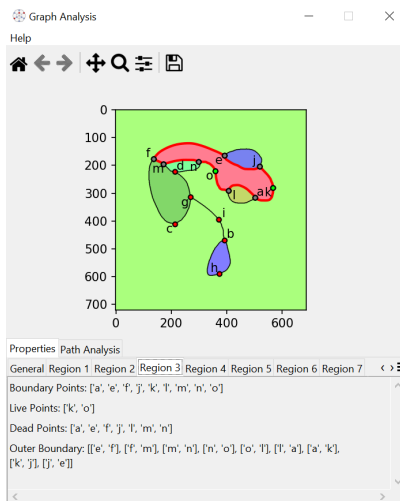 Graph Analysis
Help
0
100
200
300
400
500
600
700
0
200
400
600
f
m
d
n
e
j
o
l
a
k
g
i
c
b
h
Properties
Path Analysis
General
Region 1
Region 2
Region 3
Region 4
Region 5
Region 6
Region 7
Boundary Points: ['a', 'e', 'f', 'j', 'k', 'l', 'm', 'n', 'o']
Live Points: ['k', 'o']
Dead Points: ['a', 'e', 'f', 'j', 'l', 'm', 'n']
Outer Boundary: [['e', 'f'], ['f', 'm'], ['m', 'n'], ['n', 'o'], ['o', 'l'], ['l', 'a'], ['a', 'k'],
['k', 'j'], ['j', 'e']]